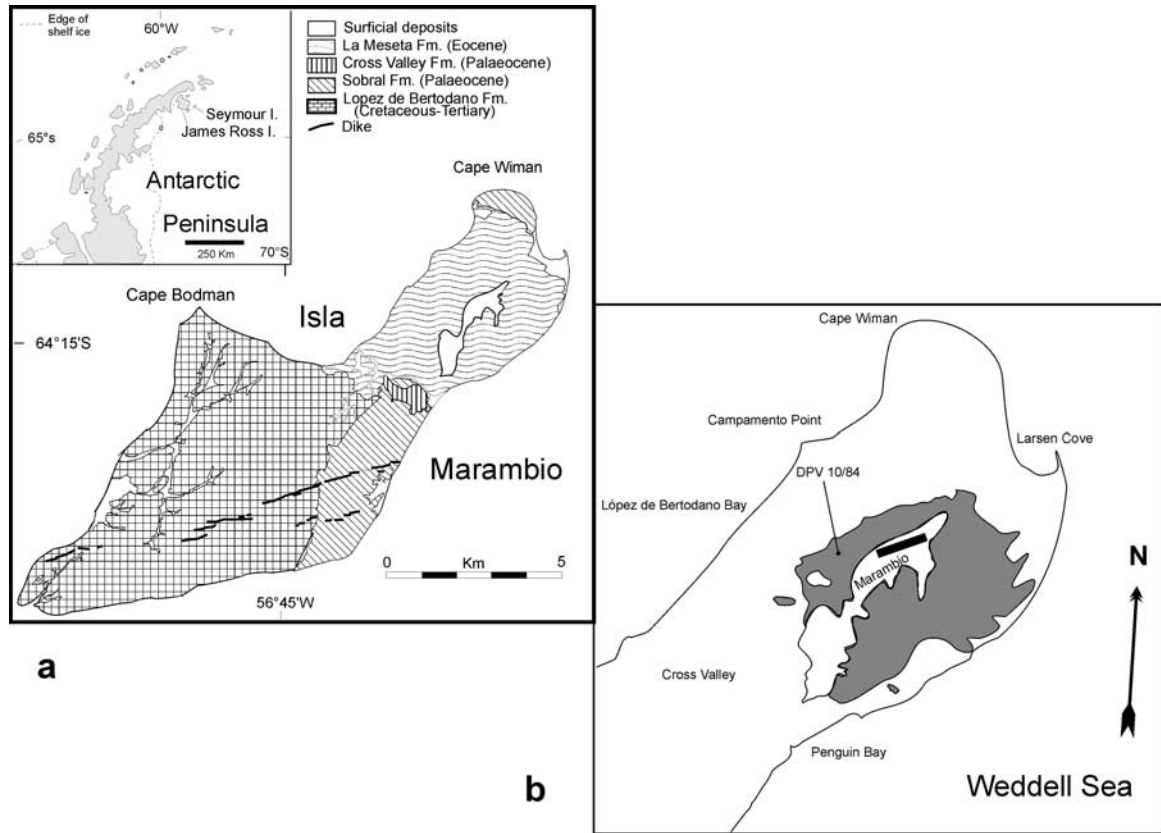 Edge of
shelf ice
60°W
65°s
Seymour I.
James Ross I.
Antarctic
Peninsula
250 Km
70°S
Surficial deposits
La Meseta Fm. (Eocene)
Cross Valley Fm. (Palaeocene)
Sobral Fm. (Palaeocene)
Lopez de Bertodano Fm.
(Cretaceous-Tertiary)
Dike
Cape Wiman
Cape Bodman
Isla
64°15'S
Marambio
0 Km 5
56°45'W
a
Cape Wiman
Campamento Point
Larsen Cove
DPV 10/84
López de Bertodano Bay
Marambio
N
Cross Valley
Penguin Bay
Weddell Sea
b